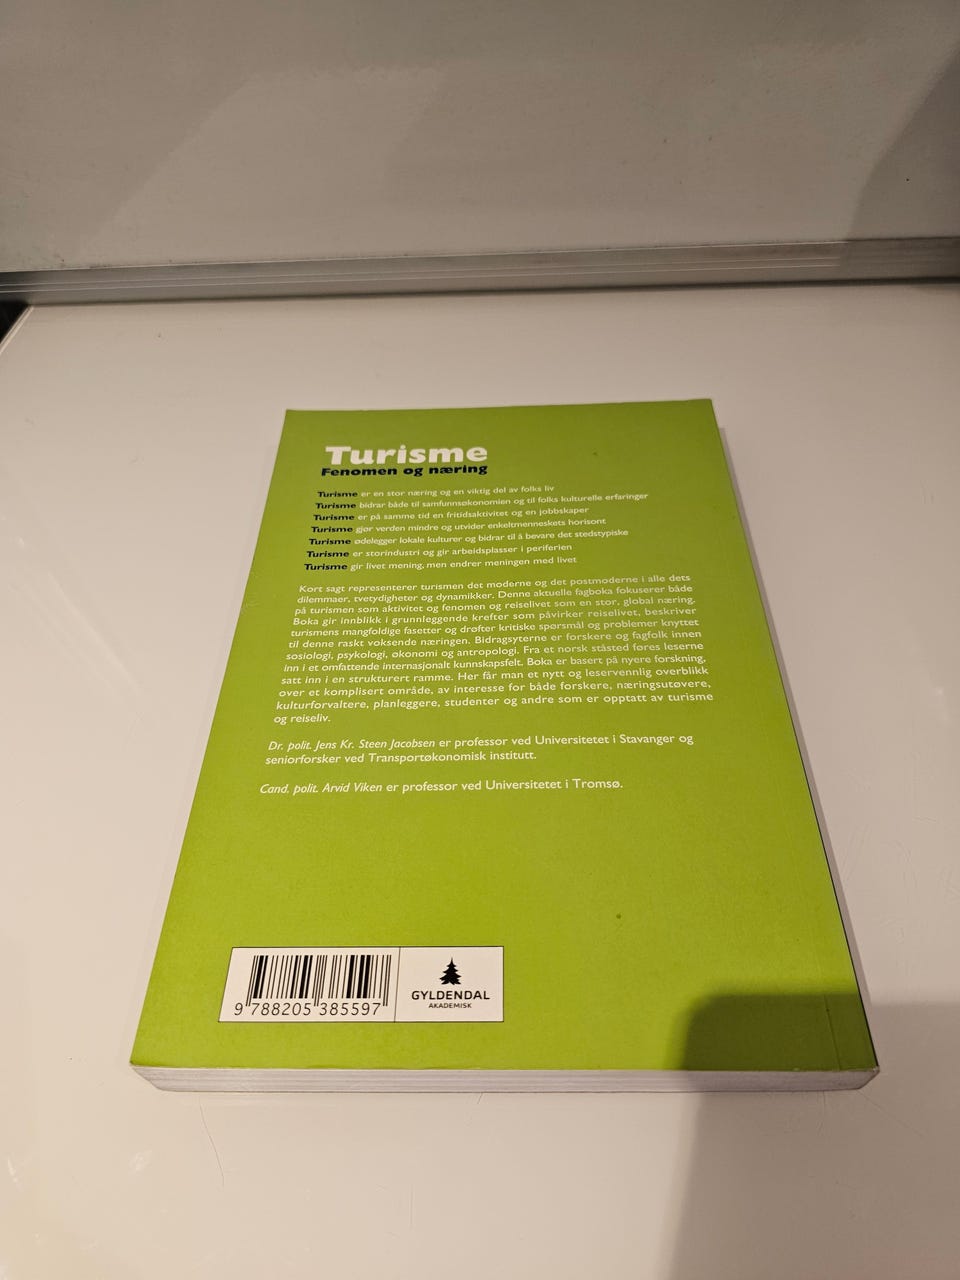 Turisme
Fenomen og næring
Turisme er en stor næring og en viktig del av folks liv
Turisme bidrar både til samfunnsøkonomien og til folks kulturelle erfaringer
Turisme er på samme tid en fritidsaktivitet og en jobbskaper
Turisme gjør verden mindre og utvider enkeltmenneskets horisont
Turisme ødelegger lokale kulturer og bidrar til å bevare det stedstypiske
Turisme er storindustri og gir arbeidsplasser i periferien
Turisme gir livet mening, men endrer meningen med livet
Kort sagt representerer turismen det moderne og det postmoderne i alle dets
dilemmaer, tvetydigheter og dynamikker. Denne aktuelle fagboka fokuserer både
på turismen som aktivitet og fenomen og reiselivet som en stor, global næring.
Boka gir innblikk i grunnleggende krefter som påvirker reiselivet, beskriver
turismens mangfoldige fasetter og drøfter kritiske spørsmål og problemer knyttet
til denne raskt voksende næringen. Bidragsyterne er forskere og fagfolk innen
sosiologi, psykologi, økonomi og antropologi. Fra et norsk ståsted føres leserne
inn i et omfattende internasjonalt kunnskapsfelt. Boka er basert på nyere forskning,
satt inn i en strukturert ramme. Her får man et nytt og leservennlig overblikk
over et komplisert område, av interesse for både forskere, næringsutøvere,
kulturforvaltere, planleggere, studenter og andre som er opptatt av turisme
og reiseliv.
Dr. polit. Jens Kr. Steen Jacobsen er professor ved Universitetet i Stavanger og
seniorforsker ved Transportøkonomisk institutt.
Cand. polit. Arvid Viken er professor ved Universitetet i Tromsø.
9 788205 385597
GYLDENDAL
AKADEMISK